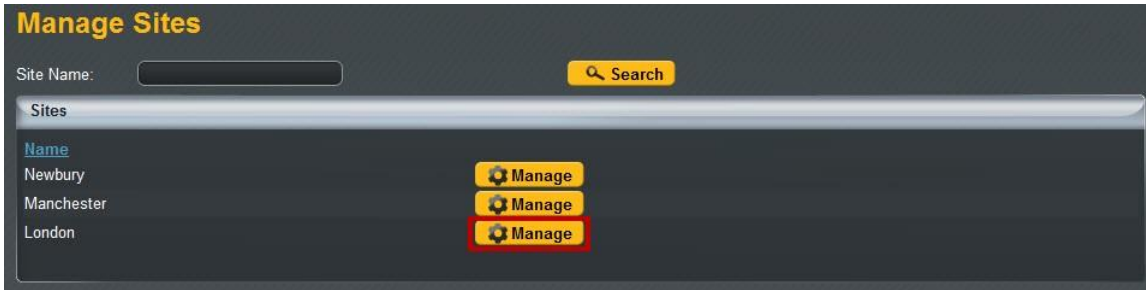 Manage Sites
Site Name: Search
Sites
Name
Newbury Manage
Manchester Manage
London Manage